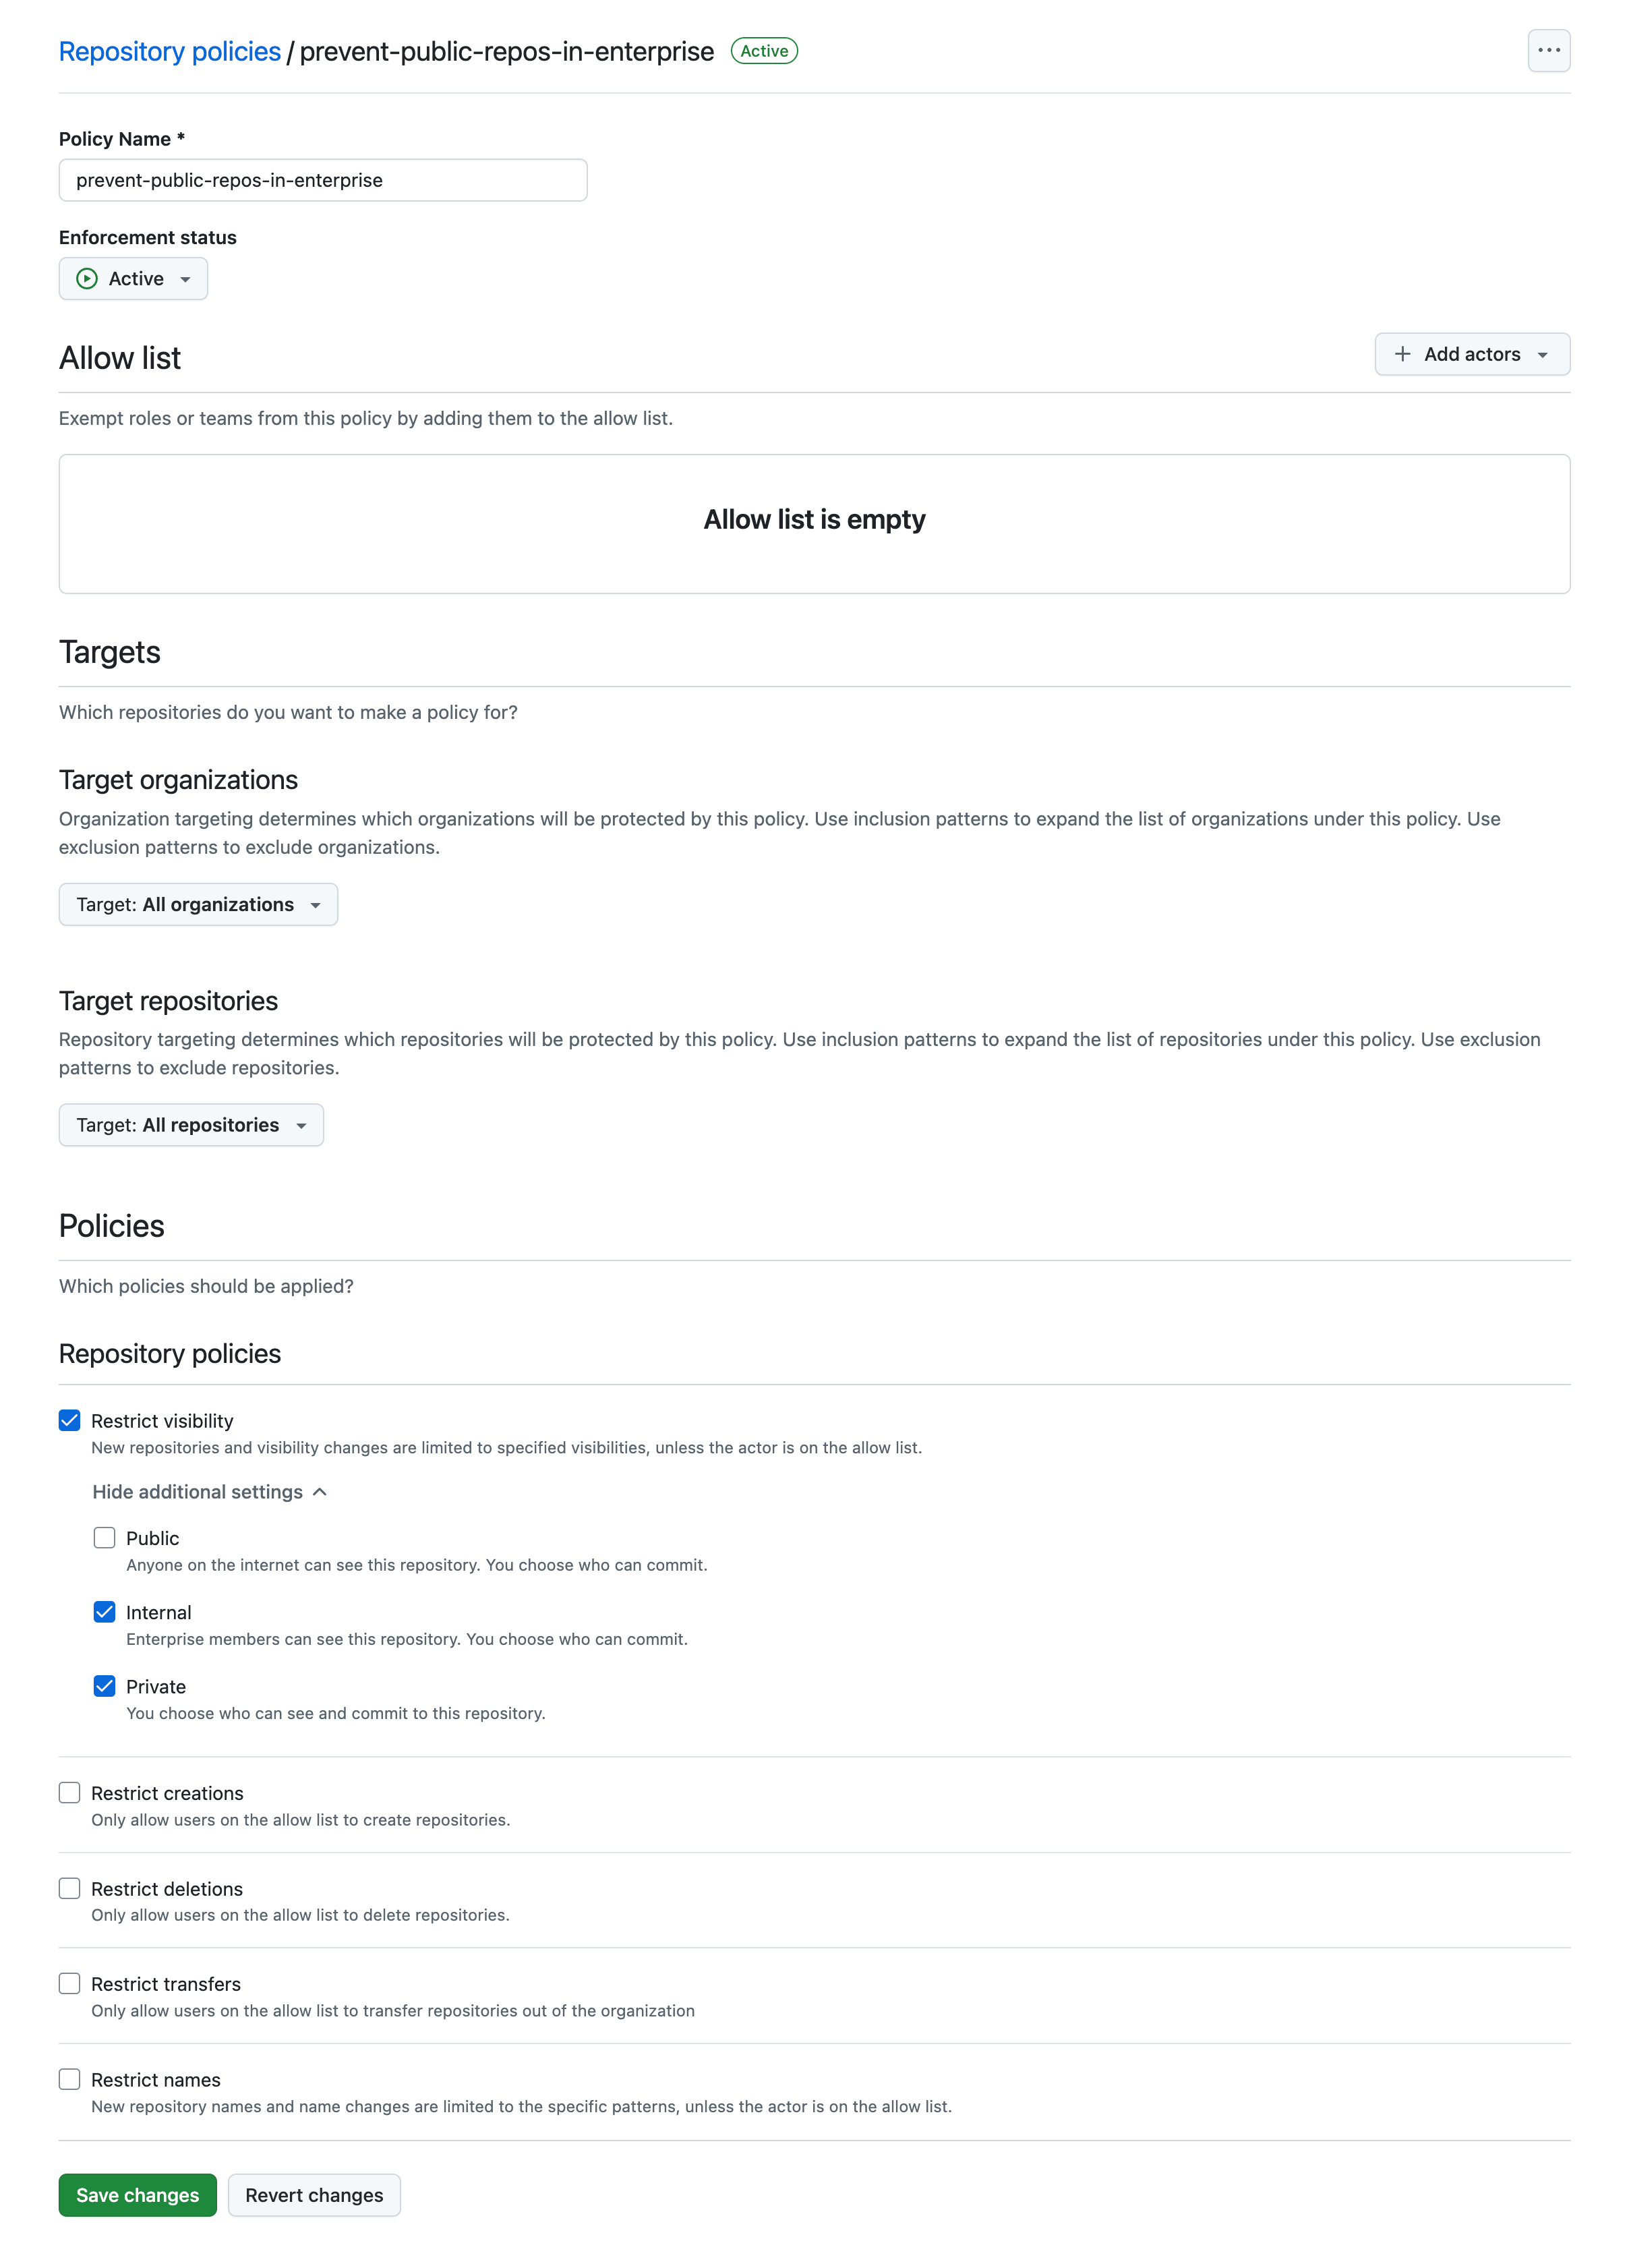 Repository policies / prevent-public-repos-in-enterprise Active
Policy Name *
prevent-public-repos-in-enterprise
Enforcement status
Active
Allow list
Add actors
Exempt roles or teams from this policy by adding them to the allow list.
Allow list is empty
Targets
Which repositories do you want to make a policy for?
Target organizations
Organization targeting determines which organizations will be protected by this policy. Use inclusion patterns to expand the list of organizations under this policy. Use
exclusion patterns to exclude organizations.
Target: All organizations
Target repositories
Repository targeting determines which repositories will be protected by this policy. Use inclusion patterns to expand the list of repositories under this policy. Use exclusion
patterns to exclude repositories.
Target: All repositories
Policies
Which policies should be applied?
Repository policies
Restrict visibility
New repositories and visibility changes are limited to specified visibilities, unless the actor is on the allow list.
Hide additional settings
Public
Anyone on the internet can see this repository. You choose who can commit.
Internal
Enterprise members can see this repository. You choose who can commit.
Private
You choose who can see and commit to this repository.
Restrict creations
Only allow users on the allow list to create repositories.
Restrict deletions
Only allow users on the allow list to delete repositories.
Restrict transfers
Only allow users on the allow list to transfer repositories out of the organization
Restrict names
New repository names and name changes are limited to the specific patterns, unless the actor is on the allow list.
Save changes
Revert changes